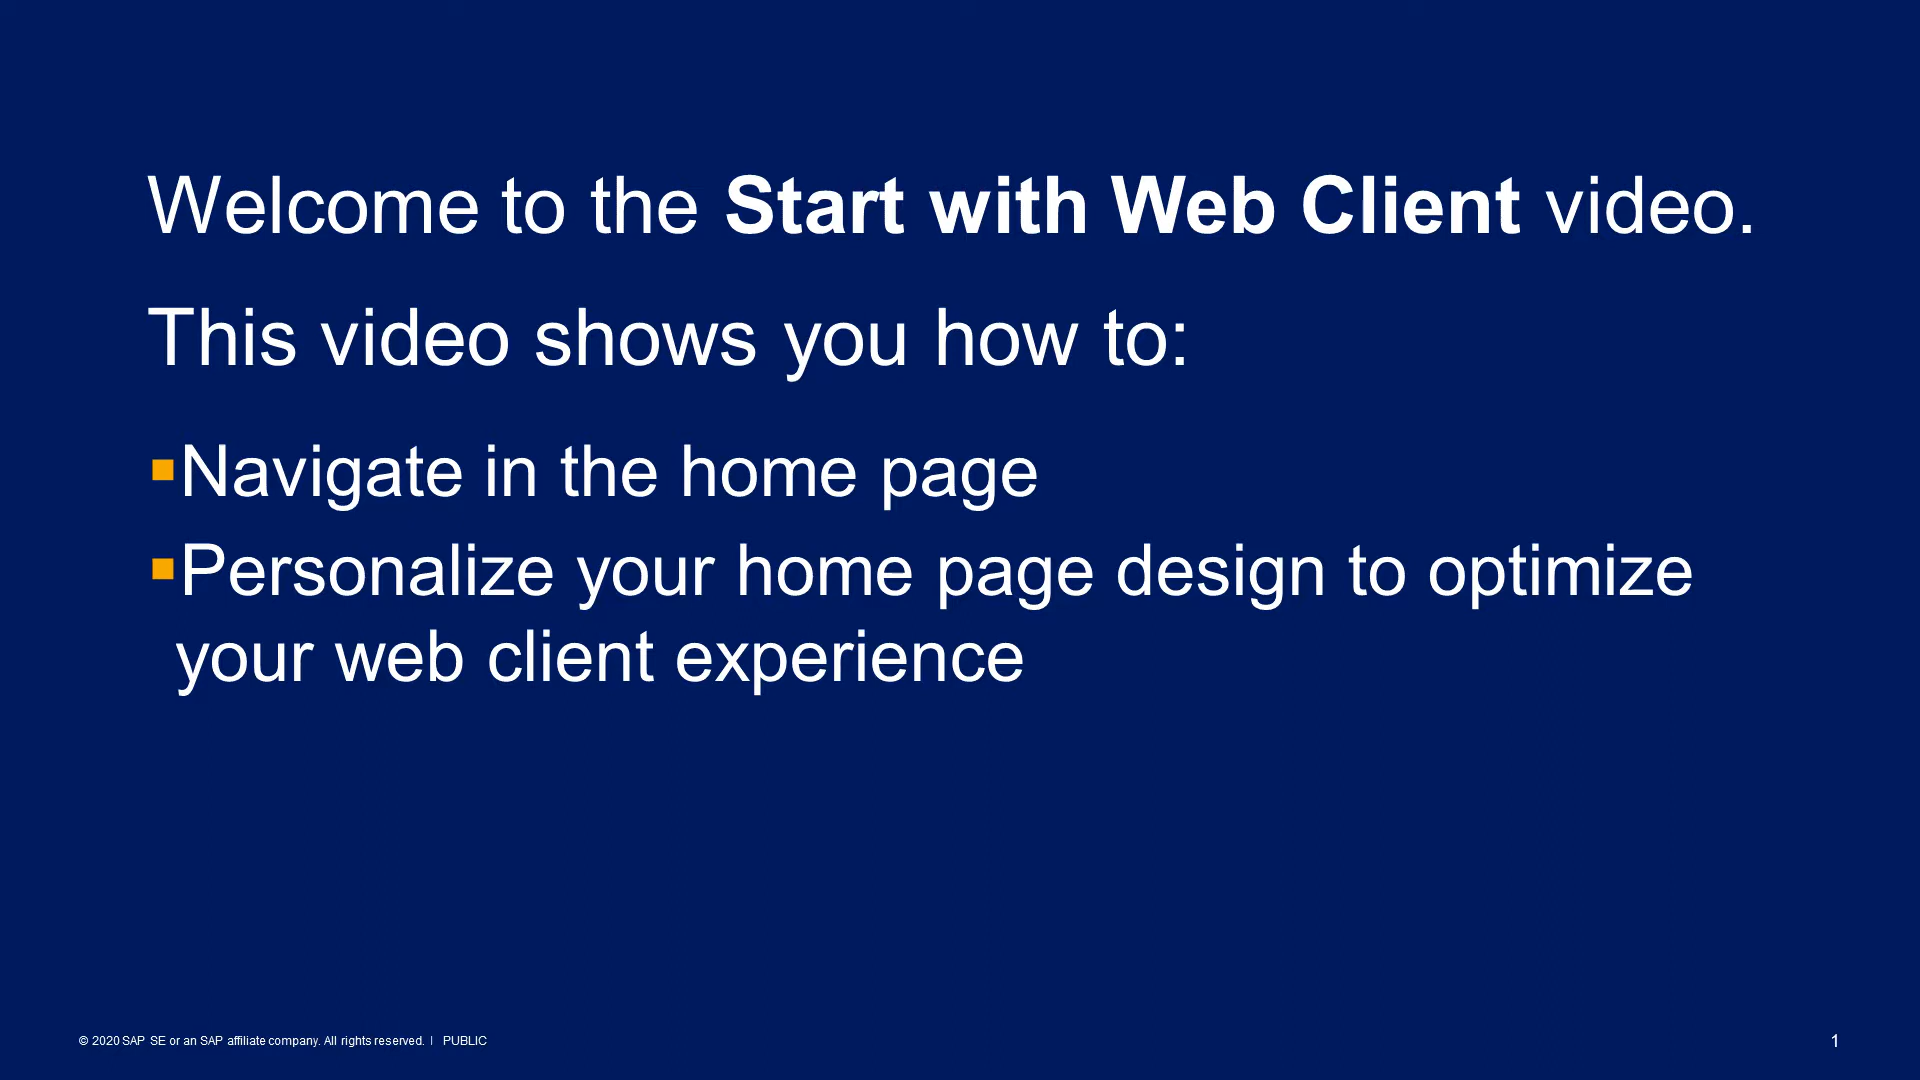 Welcome to the Start with Web Client video.
This video shows you how to:
▪Navigate in the home page
▪Personalize your home page design to optimize
your web client experience
© 2020 SAP SE or an SAP affiliate company. All rights reserved. | PUBLIC
1